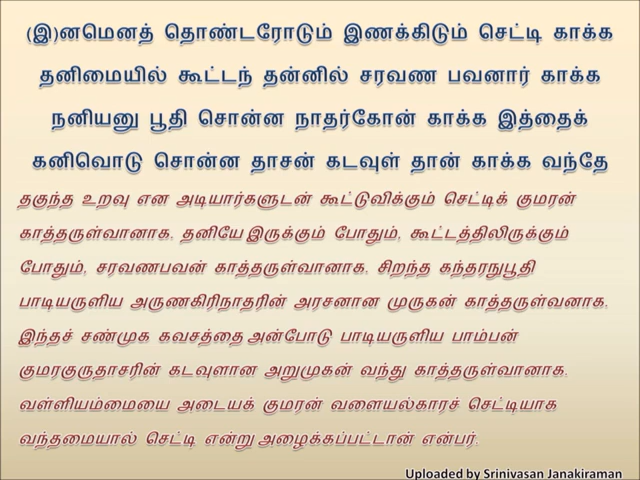 (இ)னமெனத் தொண்டரோடும் இணக்கிடும் செட்டி காக்க
தனிமையில் கூட்டந் தன்னில் சரவண பவனார் காக்க
நனியனு பூதி சொன்ன நாதர்கோன் காக்க இத்தைக்
கனிவொடு சொன்ன தாசன் கடவுள் தான் காக்க வந்தே
தகுந்த உறவு என அடியார்களுடன் கூட்டுவிக்கும் செட்டிக் குமரன்
காத்தருள்வானாக. தனியே இருக்கும் போதும், கூட்டத்திலிருக்கும்
போதும், சரவணபவன் காத்தருள்வானாக. சிறந்த கந்தரநுபூதி
பாடியருளிய அருணகிரிநாதரின் அரசனான முருகன் காத்தருள்வனாக.
இந்தச் சண்முக கவசத்தை அன்போடு பாடியருளிய பாம்பன்
குமரகுருதாசரின் கடவுளான அறுமுகன் வந்து காத்தருள்வானாக.
வள்ளியம்மையை அடையக் குமரன் வளையல்காரச் செட்டியாக
வந்தமையால் செட்டி என்று அழைக்கப்பட்டான் என்பர்.
Uploaded by Srinivasan Janakiraman